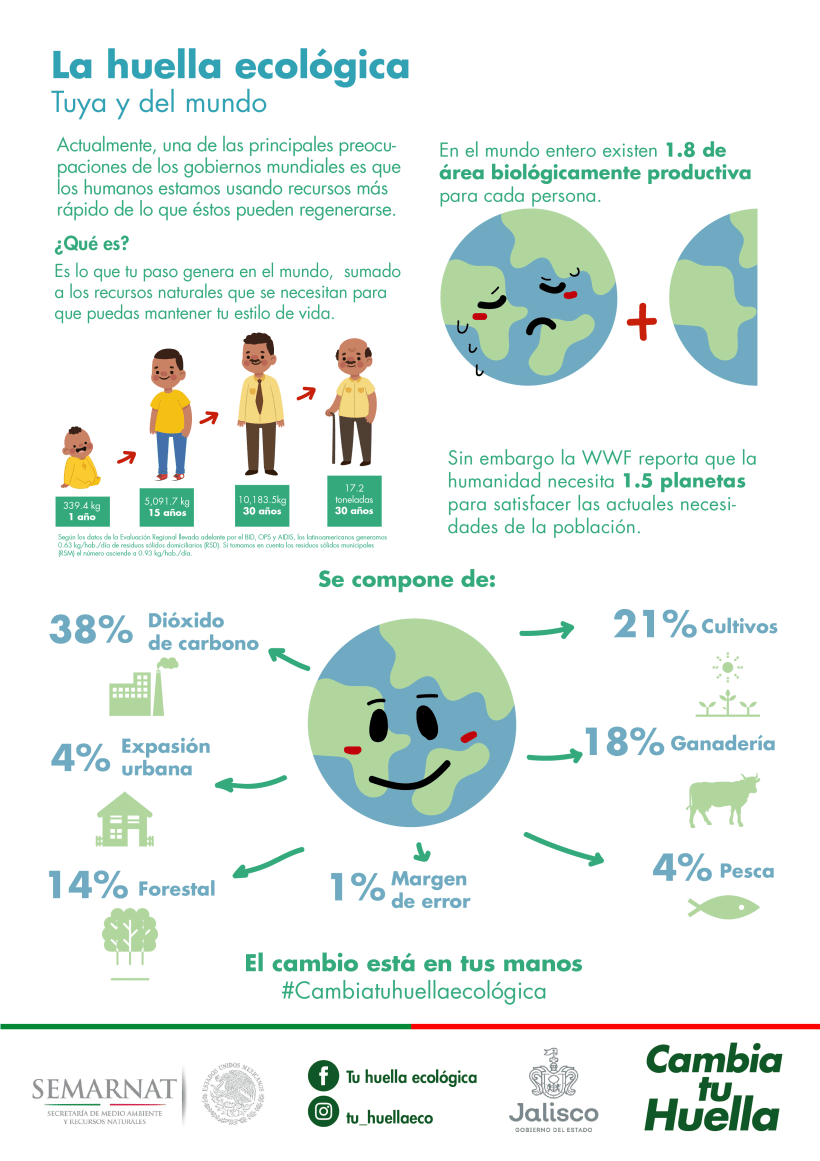 La huella ecológica
Tuya y del mundo
Actualmente, una de las principales preocu-
paciones de los gobiernos mundiales es que
los humanos estamos usando recursos más
rápido de lo que éstos pueden regenerarse.
¿Qué es?
Es lo que tu paso genera en el mundo, sumado
a los recursos naturales que se necesitan para
que puedas mantener tu estilo de vida.
339.4 kg
1 año
5,091.7 kg
15 años
10,183.5kg
30 años
17.2
toneladas
30 años
Según los datos de la Evaluación Regional llevada adelante por el BID, OPS y AIDIS, los latinoamericanos generamos
0.63 kg/hab./día de residuos sólidos domiciliarios (RSD). Si tomamos en cuenta los residuos sólidos municipales
(RSM) el número asciende a 0.93 kg/hab./día.
En el mundo entero existen 1.8 de
área biológicamente productiva
para cada persona.
Sin embargo la WWF reporta que la
humanidad necesita 1.5 planetas
para satisfacer las actuales necesi-
dades de la población.
Se compone de:
38% Dióxido
de carbono
4% Expasión
urbana
14% Forestal
1% Margen
de error
21% Cultivos
18% Ganadería
4% Pesca
El cambio está en tus manos
#Cambiatuhuellaecológica
SEMARNAT
SECRETARÍA DE MEDIO AMBIENTE
Y RECURSOS NATURALES
ESTADOS UNIDOS MEXICANOS
Tu huella ecológica
tu_huellaeco
Jalisco
GOBIERNO DEL ESTADO
Cambia
tu
Huella